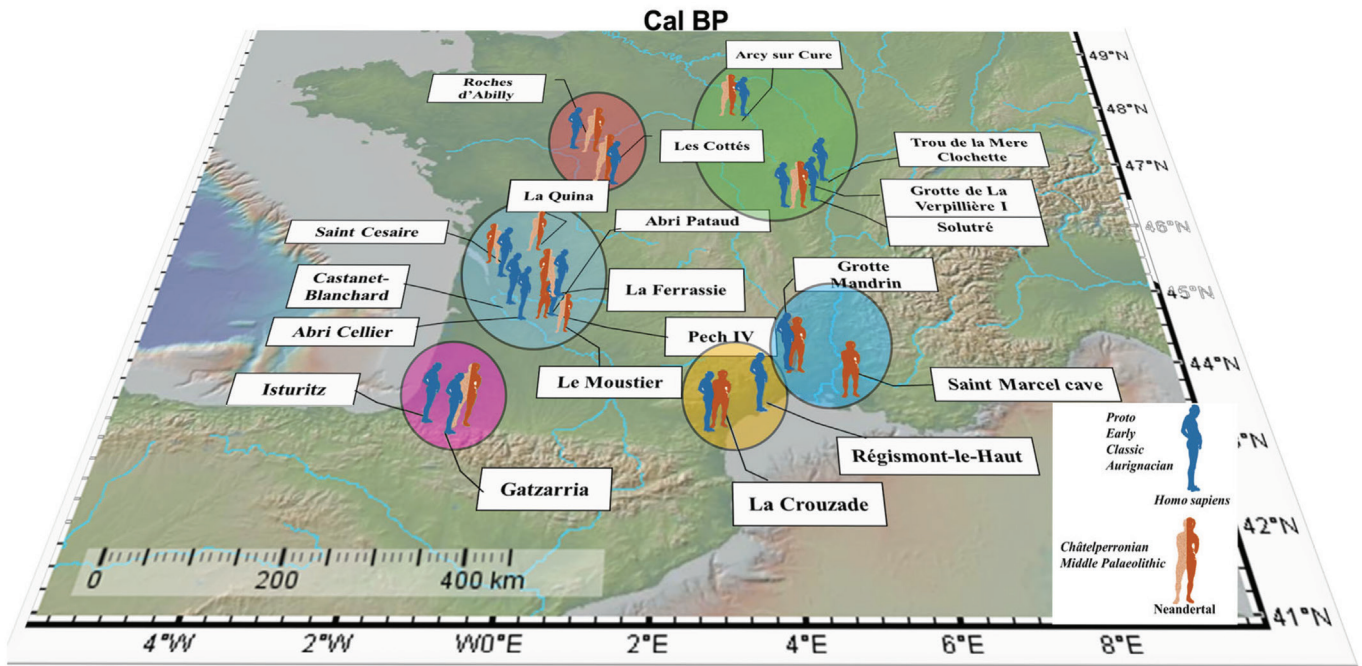 Cal BP
Arcy sur Cure
49°N
Roches
d'Abilly
48°N
Les Cottés
Trou de la Mere
Clochette
47°N
La Quina
Grotte de La
Verpillière I
Abri Pataud
Solutré
46°N
Saint Cesaire
Grotte
Mandrin
Castanet-
Blanchard
La Ferrassie
45°N
Abri Cellier
Pech IV
44°N
Isturitz
Le Moustier
Saint Marcel cave
Proto
Early
Classic
Aurignacian
Régismont-le-Haut
Gatzarria
La Crouzade
Homo sapiens
42°N
Châtelperronian
Middle Palaeolithic
0 200 400 km
Neandertal
41°N
4°W 2°W W0°E 2°E 4°E 6°E 8°E